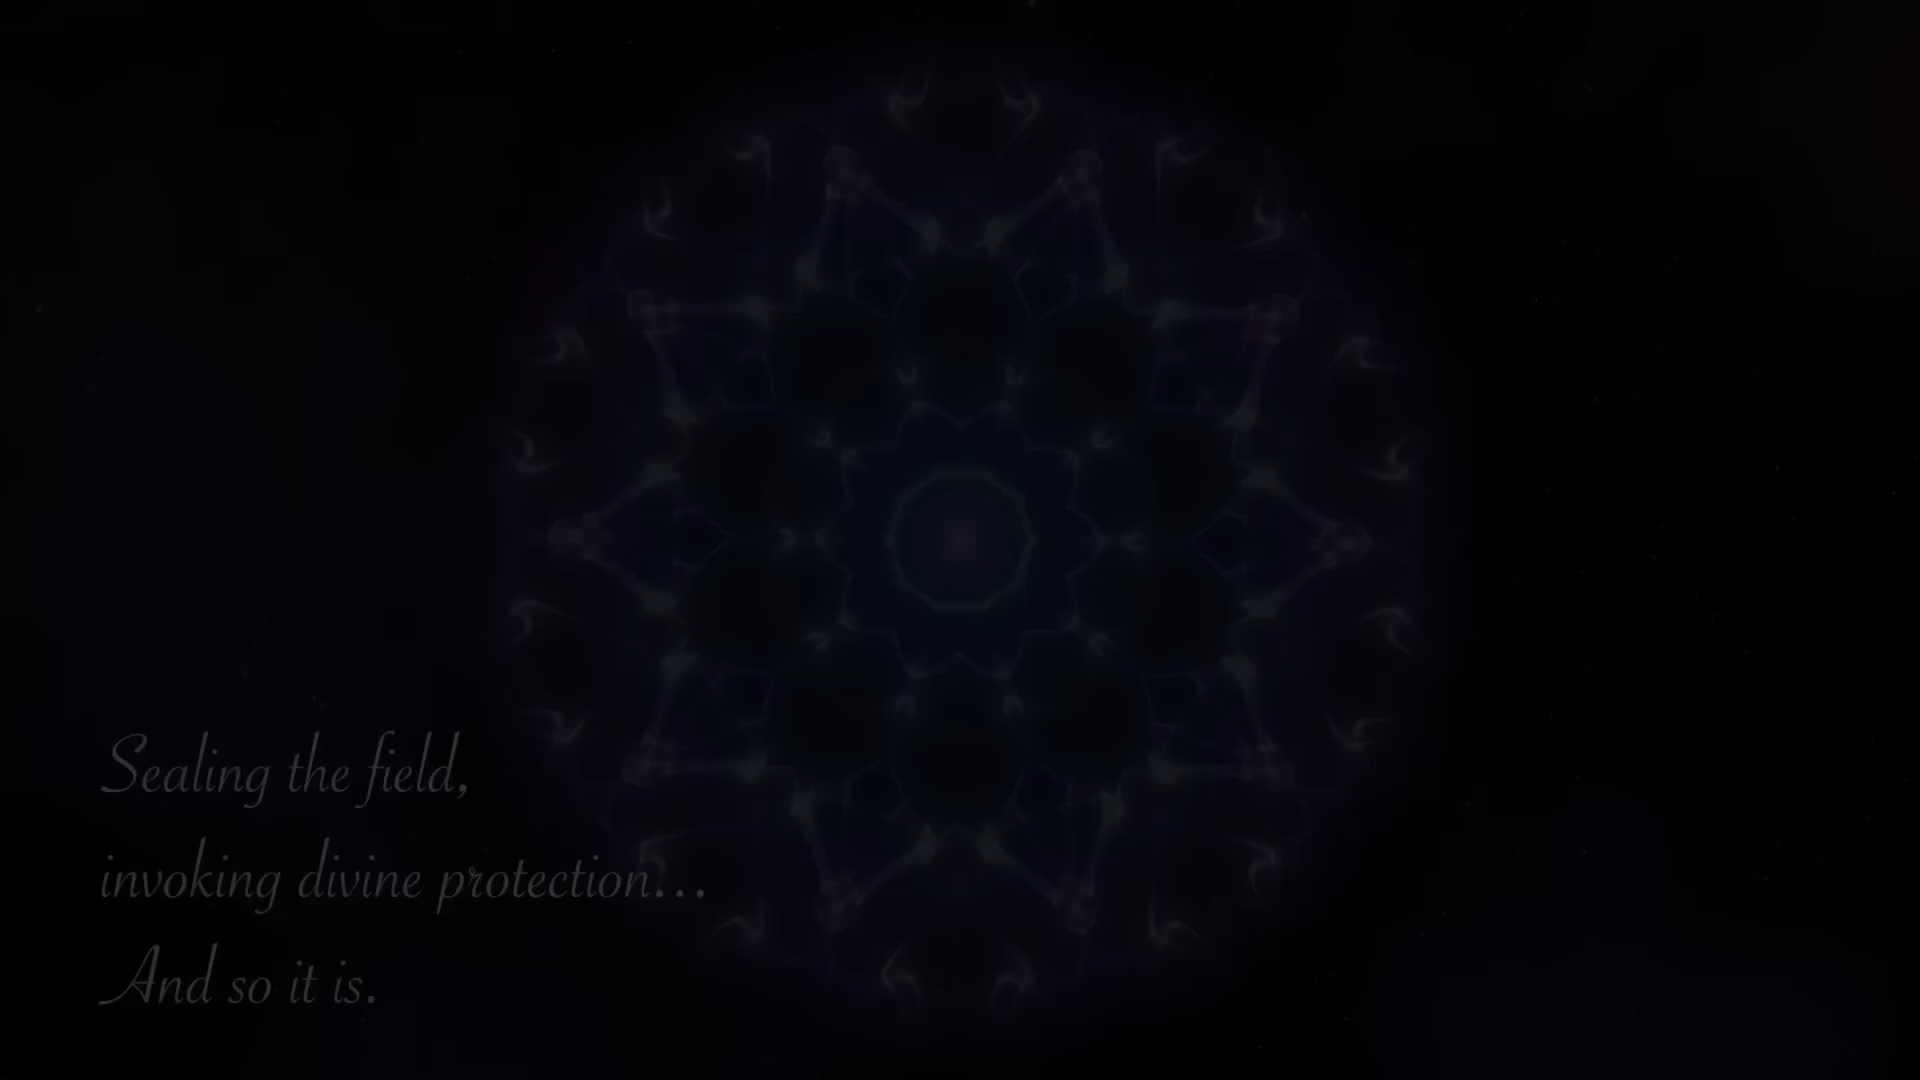 Sealing the field,
invoking divine protection...
And so it is.